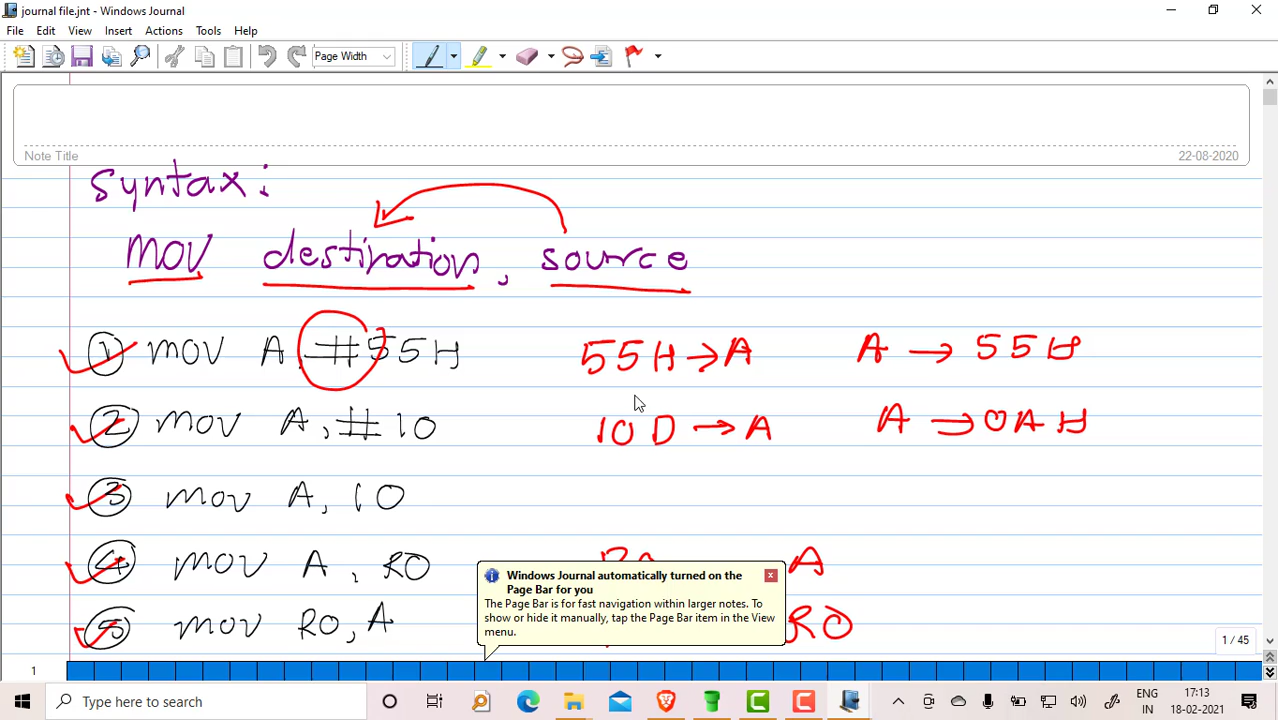 journal file.jnt - Windows Journal
File Edit View Insert Actions Tools Help
Page Width
Note Title
22-08-2020
Syntax:
MOV destination, source
① MOV A, #55H 55H → A A → 55H
② MOV A, #10 10D → A A → 0AH
③ MOV A, 10
④ MOV A, R0 A
⑤ MOV R0, A R0
Windows Journal automatically turned on the
Page Bar for you
The Page Bar is for fast navigation within larger notes. To
show or hide it manually, tap the Page Bar item in the View
menu.
1 / 45
1
Type here to search
ENG
IN
17:13
18-02-2021